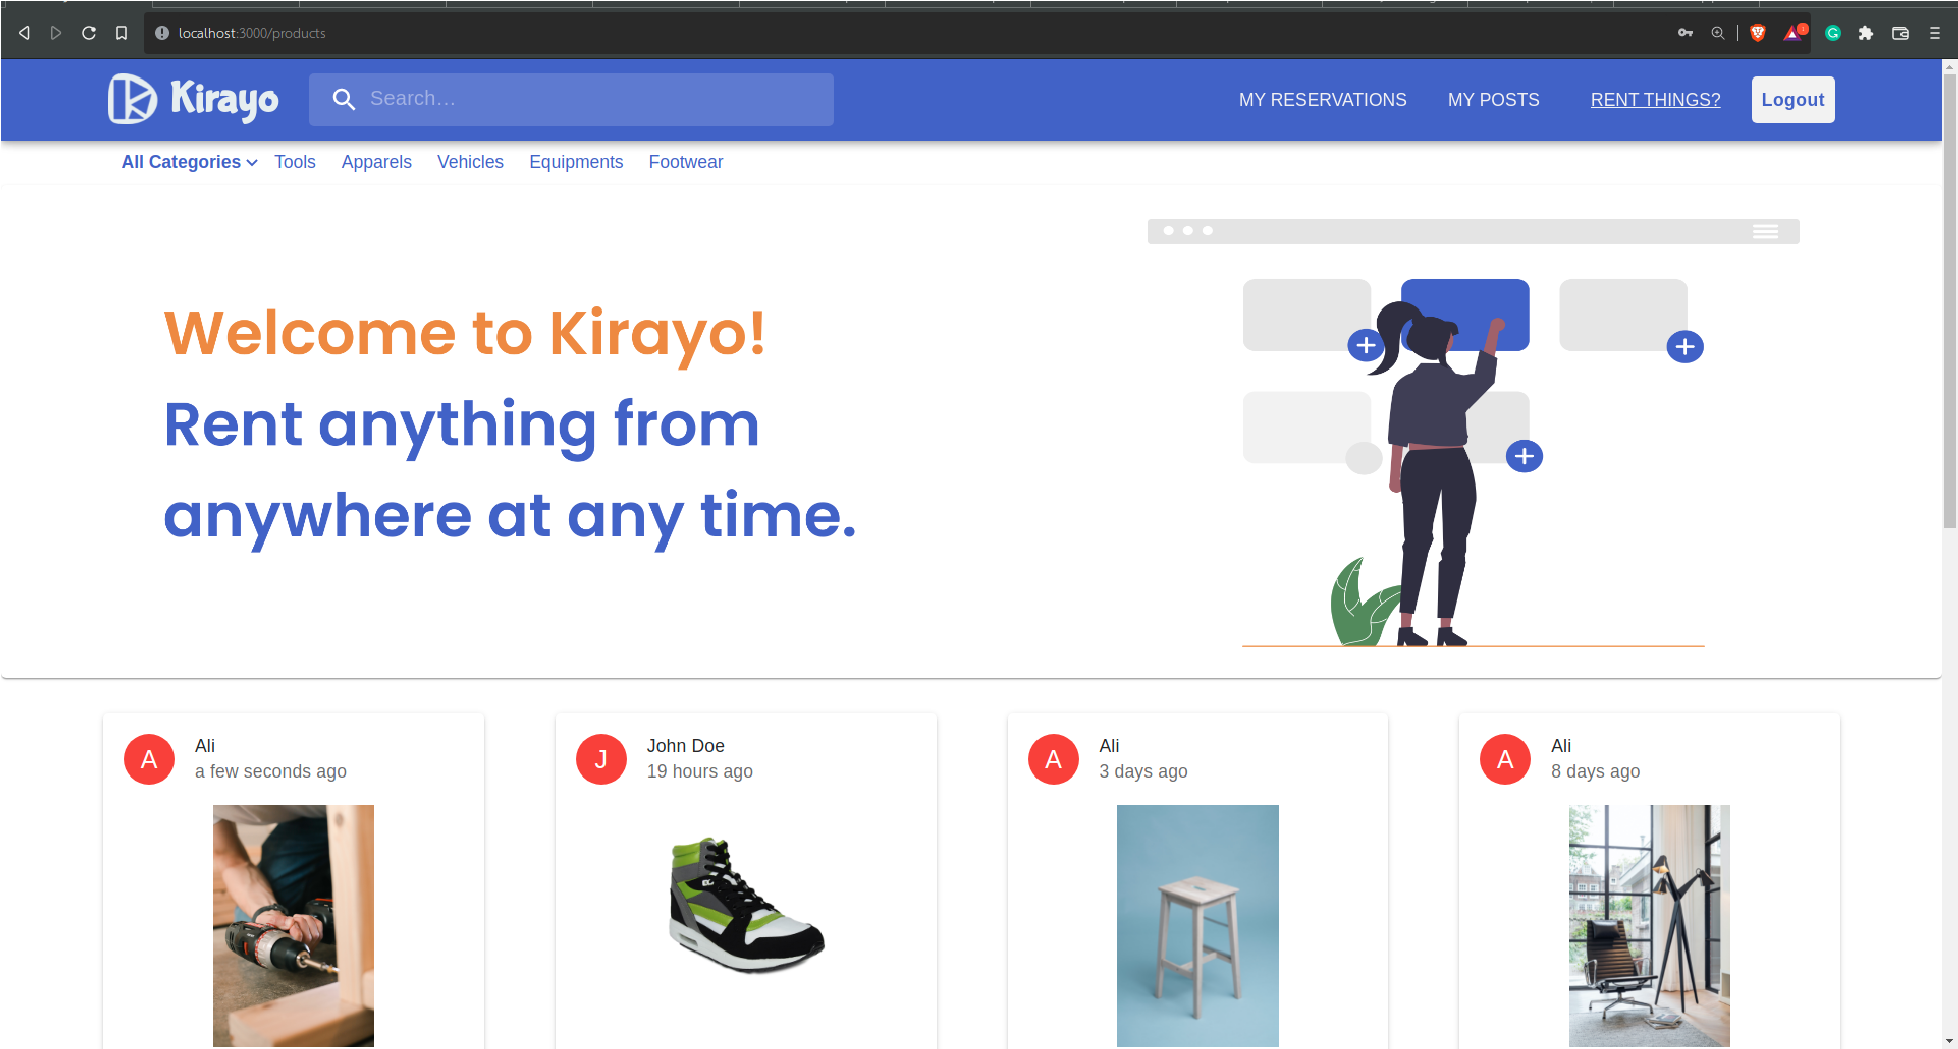 localhost:3000/products
1
Kirayo
Search...
MY RESERVATIONS
MY POSTS
RENT THINGS?
Logout
All Categories
Tools
Apparels
Vehicles
Equipments
Footwear
Welcome to Kirayo!
Rent anything from
anywhere at any time.
A
Ali
a few seconds ago
J
John Doe
19 hours ago
A
Ali
3 days ago
A
Ali
8 days ago